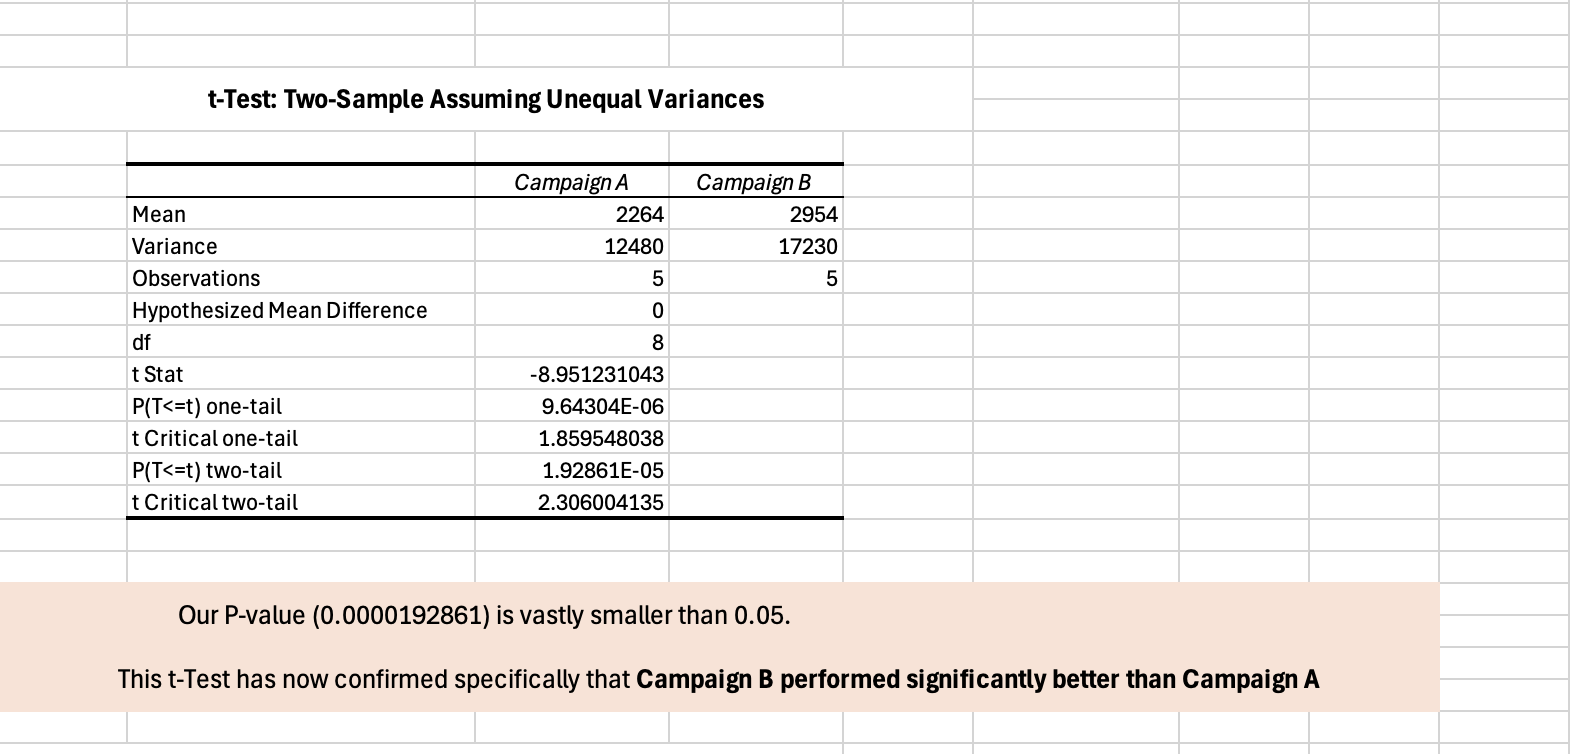 t-Test: Two-Sample Assuming Unequal Variances
Campaign A Campaign B
Mean 2264 2954
Variance 12480 17230
Observations 5 5
Hypothesized Mean Difference 0
df 8
t Stat -8.951231043
P(T<=t) one-tail 9.64304E-06
t Critical one-tail 1.859548038
P(T<=t) two-tail 1.92861E-05
t Critical two-tail 2.306004135
Our P-value (0.0000192861) is vastly smaller than 0.05.
This t-Test has now confirmed specifically that Campaign B performed significantly better than Campaign A